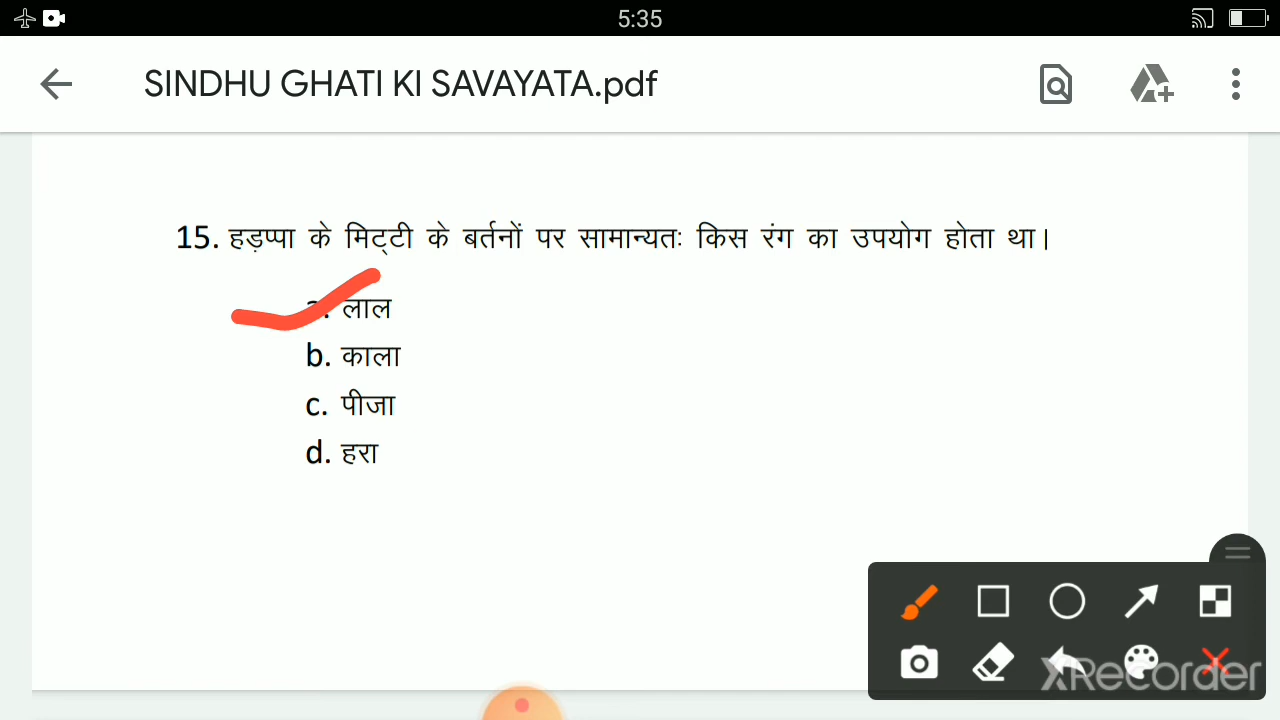 5:35
SINDHU GHATI KI SAVAYATA.pdf
15. हड़प्पा के मिट्टी के बर्तनों पर सामान्यतः किस रंग का उपयोग होता था।
a. लाल
b. काला
c. पीजा
d. हरा
XRecorder